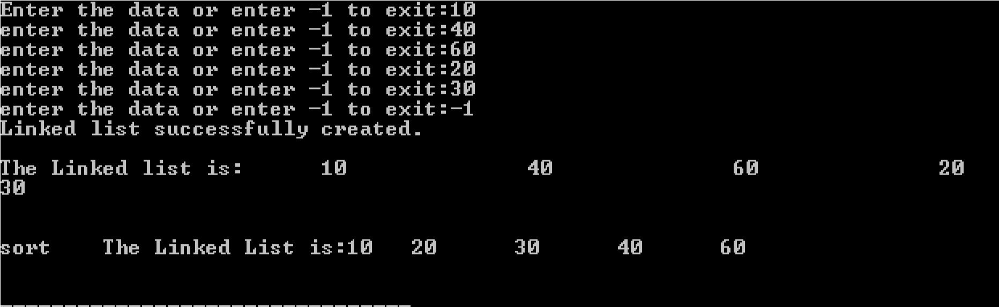 Enter the data or enter -1 to exit:10
enter the data or enter -1 to exit:40
enter the data or enter -1 to exit:60
enter the data or enter -1 to exit:20
enter the data or enter -1 to exit:30
enter the data or enter -1 to exit:-1
Linked list successfully created.
The Linked list is: 10 40 60 20
30
sort The Linked List is:10 20 30 40 60